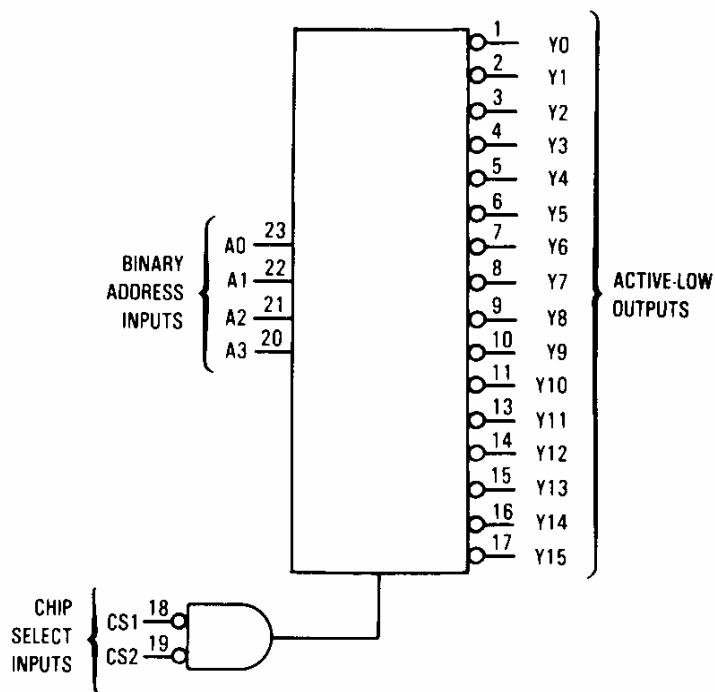 1 Y0
2 Y1
3 Y2
4 Y3
5 Y4
6 Y5
7 Y6
8 Y7
9 Y8
10 Y9
11 Y10
13 Y11
14 Y12
15 Y13
16 Y14
17 Y15
ACTIVE-LOW
OUTPUTS
BINARY
ADDRESS
INPUTS
A0 23
A1 22
A2 21
A3 20
CHIP
SELECT
INPUTS
CS1 18
CS2 19